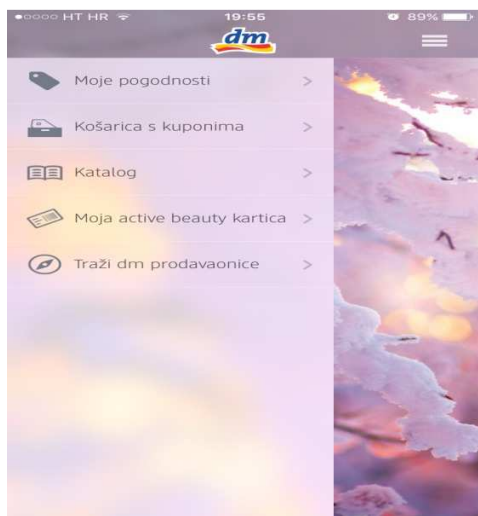 HT HR 19:55 89%
dm
Moje pogodnosti >
Košarica s kuponima >
Katalog >
Moja active beauty kartica >
Traži dm prodavaonice >